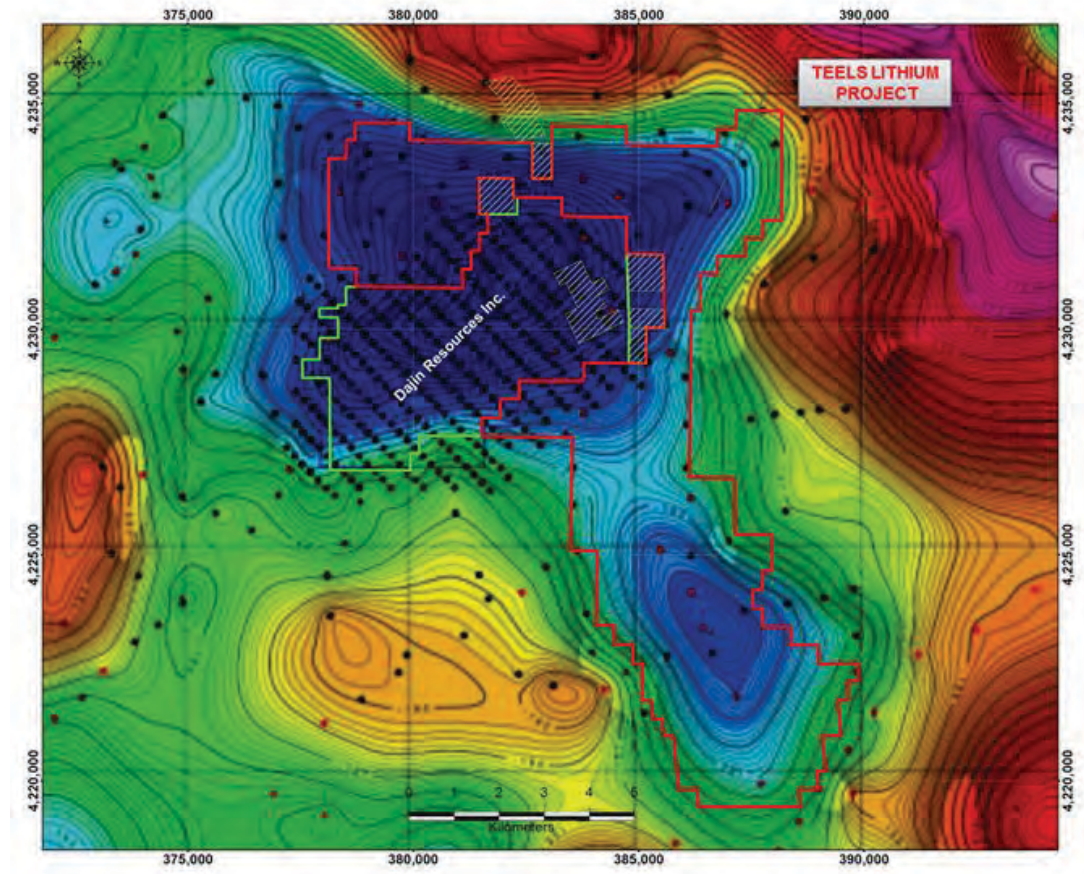 375,000 380,000 385,000 390,000
TEELS LITHIUM
PROJECT
4,235,000 4,235,000
4,230,000 4,230,000
Dajin Resources Inc.
4,225,000 4,225,000
4,220,000 4,220,000
0 1 2 3 4 6
Kilometers
375,000 380,000 385,000 390,000